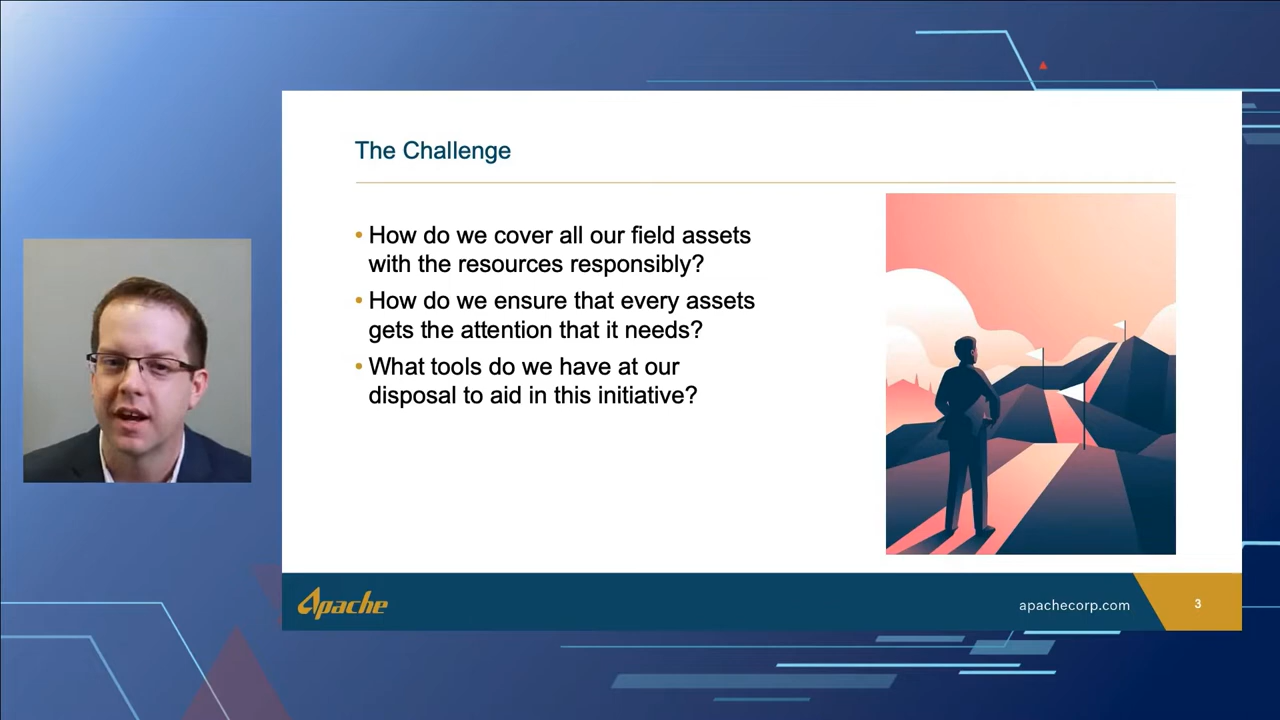 The Challenge
• How do we cover all our field assets
with the resources responsibly?
• How do we ensure that every assets
gets the attention that it needs?
• What tools do we have at our
disposal to aid in this initiative?
Apache
apachecorp.com
3